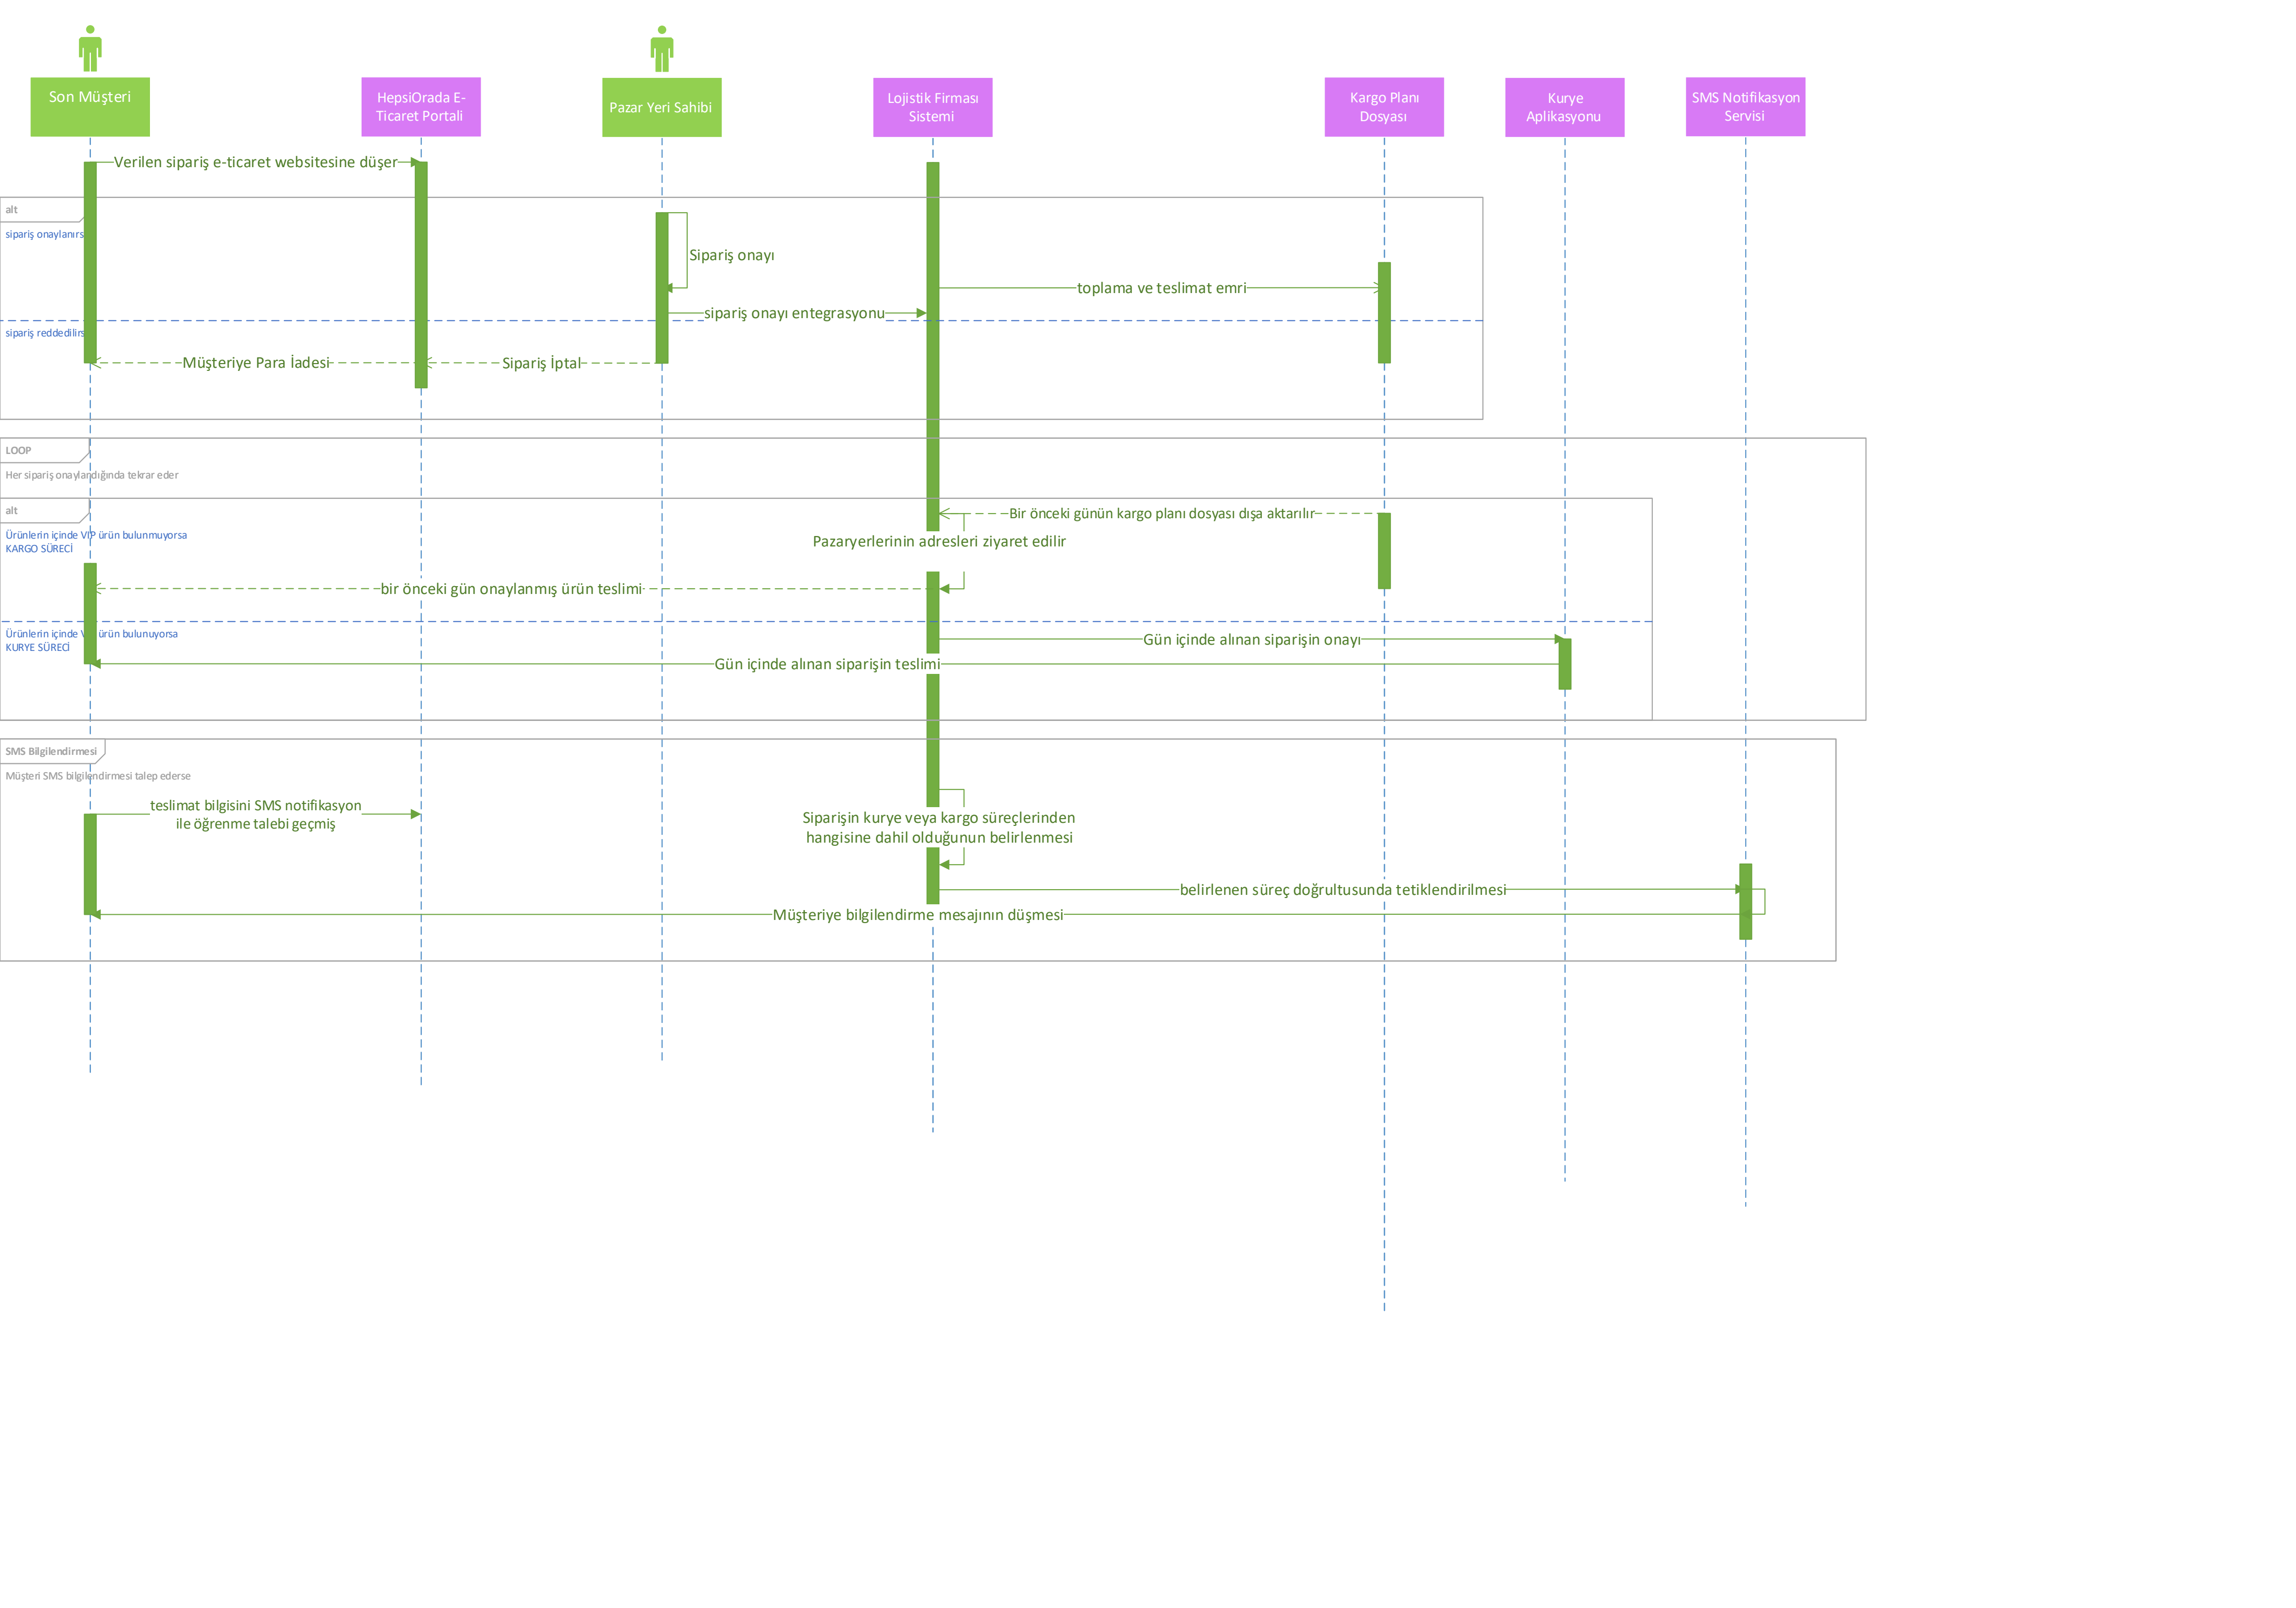 Son Müşteri
HepsiOrada E-
Ticaret Portali
Pazar Yeri Sahibi
Lojistik Firması
Sistemi
Kargo Planı
Dosyası
Kurye
Aplikasyonu
SMS Notifikasyon
Servisi
Verilen sipariş e-ticaret websitesine düşer
alt
sipariş onaylanırs
Sipariş onayı
toplama ve teslimat emri
sipariş onayı entegrasyonu
sipariş reddedilirs
Müşteriye Para İadesi
Sipariş İptal
LOOP
Her sipariş onaylandığında tekrar eder
alt
Bir önceki günün kargo planı dosyası dışa aktarılır
Ürünlerin içinde VIP ürün bulunmuyorsa
KARGO SÜRECİ
Pazaryerlerinin adresleri ziyaret edilir
bir önceki gün onaylanmış ürün teslimi
Ürünlerin içinde VIP ürün bulunuyorsa
KURYE SÜRECİ
Gün içinde alınan siparişin onayı
Gün içinde alınan siparişin teslimi
SMS Bilgilendirmesi
Müşteri SMS bilgilendirmesi talep ederse
teslimat bilgisini SMS notifikasyon
ile öğrenme talebi geçmiş
Siparişin kurye veya kargo süreçlerinden
hangisine dahil olduğunun belirlenmesi
belirlenen süreç doğrultusunda tetiklendirilmesi
Müşteriye bilgilendirme mesajının düşmesi